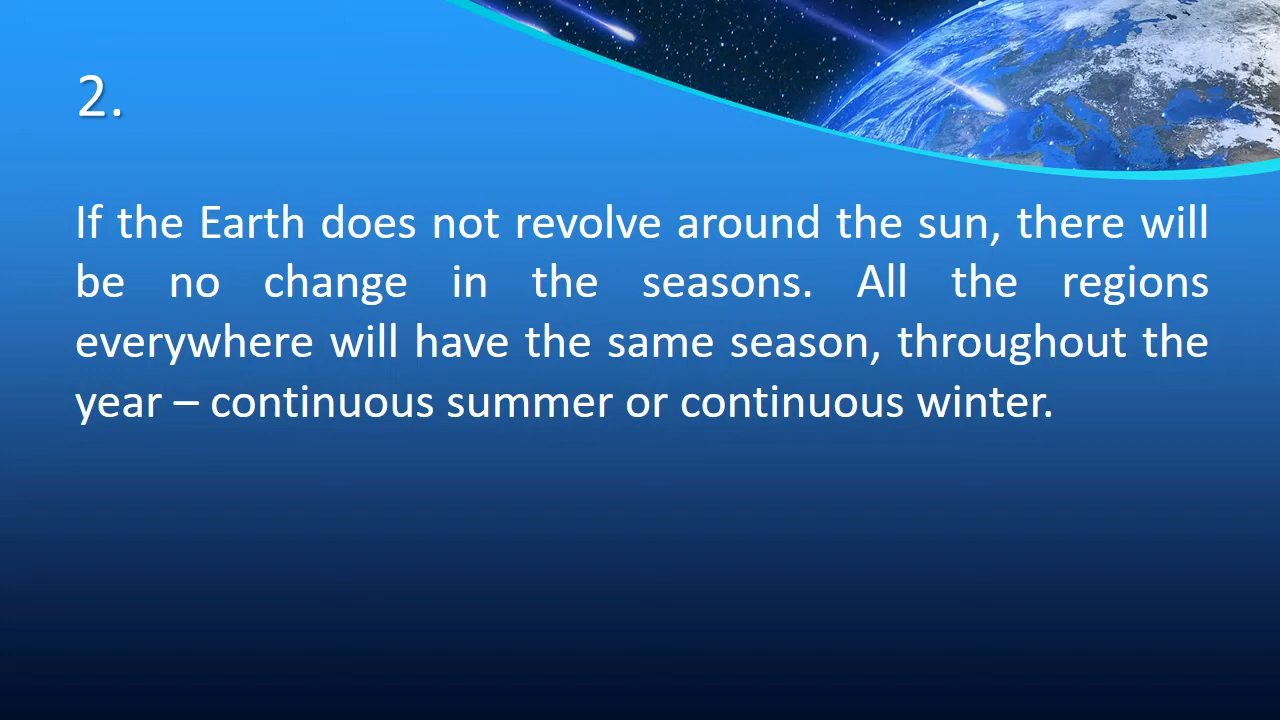 2.
If the Earth does not revolve around the sun, there will
be no change in the seasons. All the regions
everywhere will have the same season, throughout the
year – continuous summer or continuous winter.